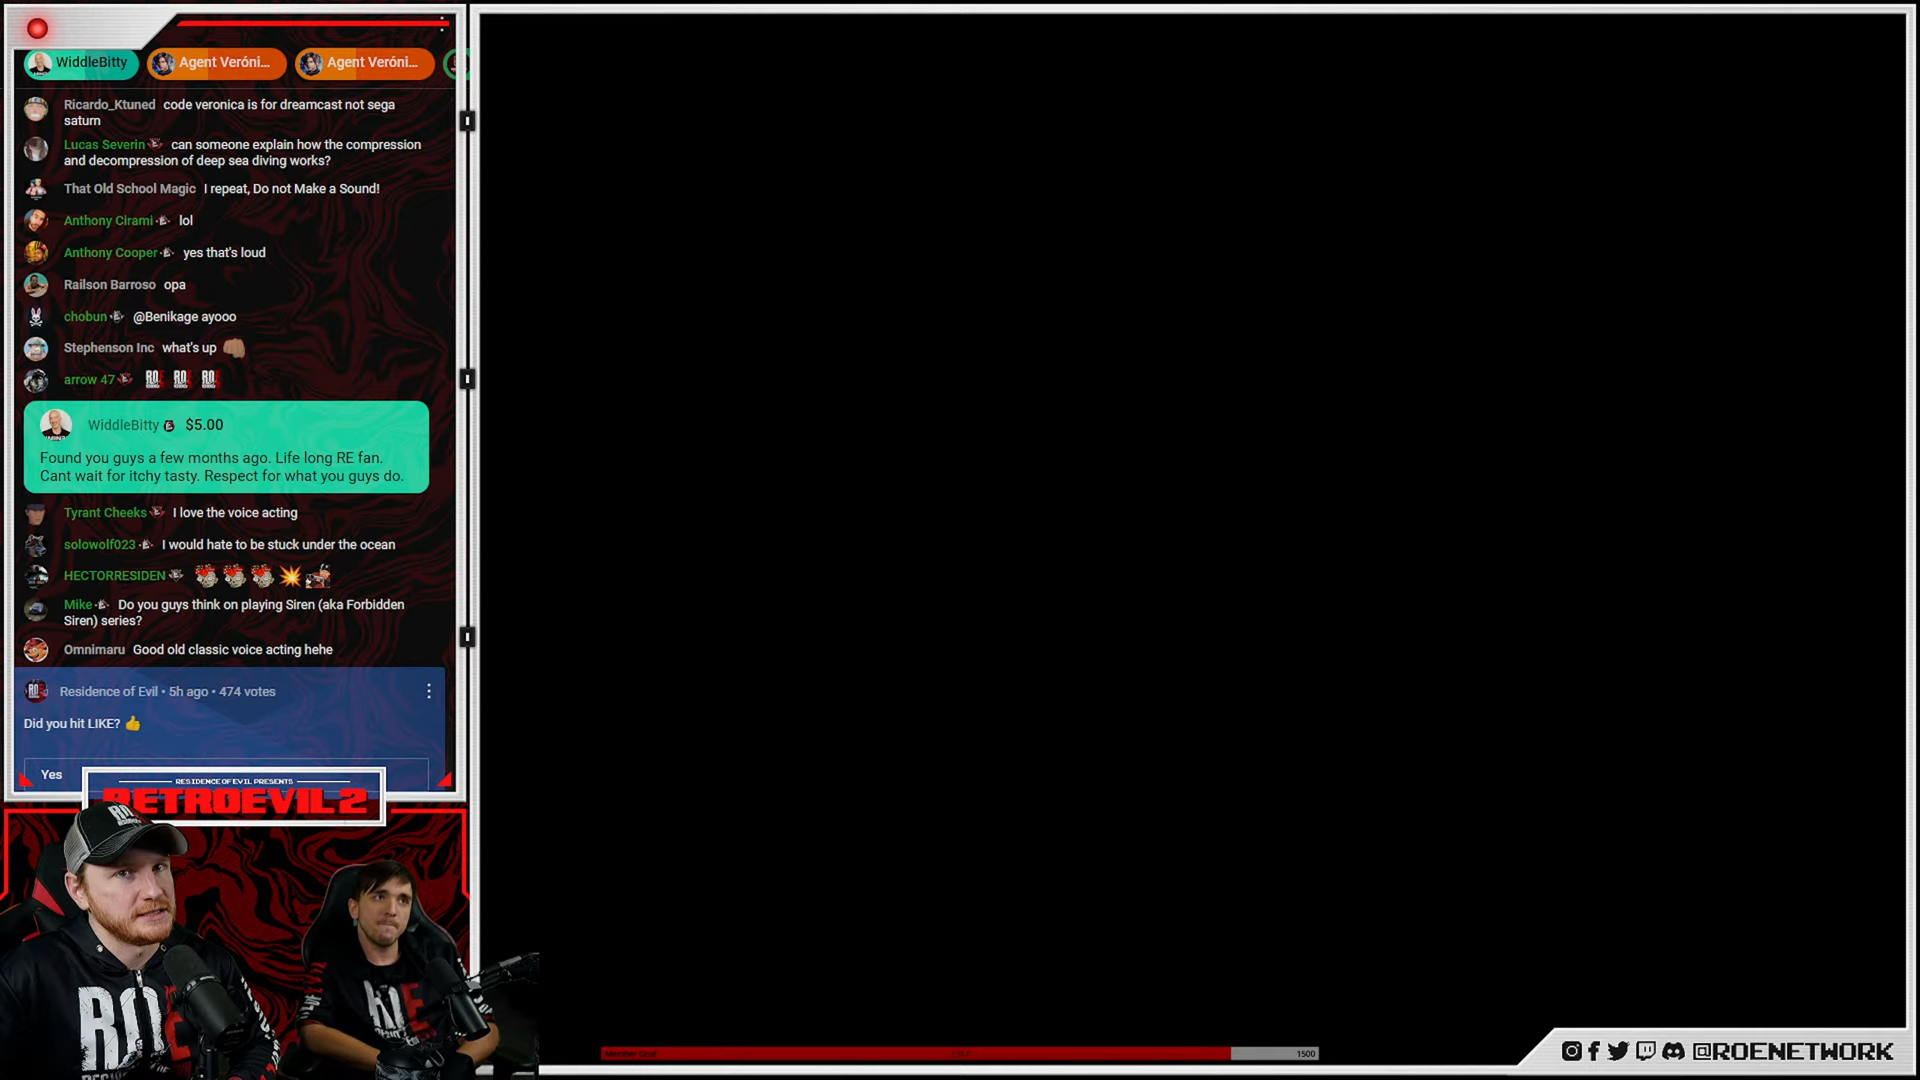 WiddleBitty
Agent Veróni...
Agent Veróni...
Ricardo_Ktuned code veronica is for dreamcast not sega
saturn
Lucas Severin can someone explain how the compression
and decompression of deep sea diving works?
That Old School Magic I repeat, Do not Make a Sound!
Anthony Cirami lol
Anthony Cooper yes that's loud
Railson Barroso opa
chobun @Benikage ayooo
Stephenson Inc what's up
arrow 47
WiddleBitty $5.00
Found you guys a few months ago. Life long RE fan.
Cant wait for itchy tasty. Respect for what you guys do.
Tyrant Cheeks I love the voice acting
solowolf023 I would hate to be stuck under the ocean
HECTORRESIDEN
Mike Do you guys think on playing Siren (aka Forbidden
Siren) series?
Omnimaru Good old classic voice acting hehe
Residence of Evil • 5h ago • 474 votes
Did you hit LIKE? 👍
Yes
RESIDENCE OF EVIL PRESENTS
RETROEVIL 2
ROE
ROE
Member Goal
1500
@ROENETWORK